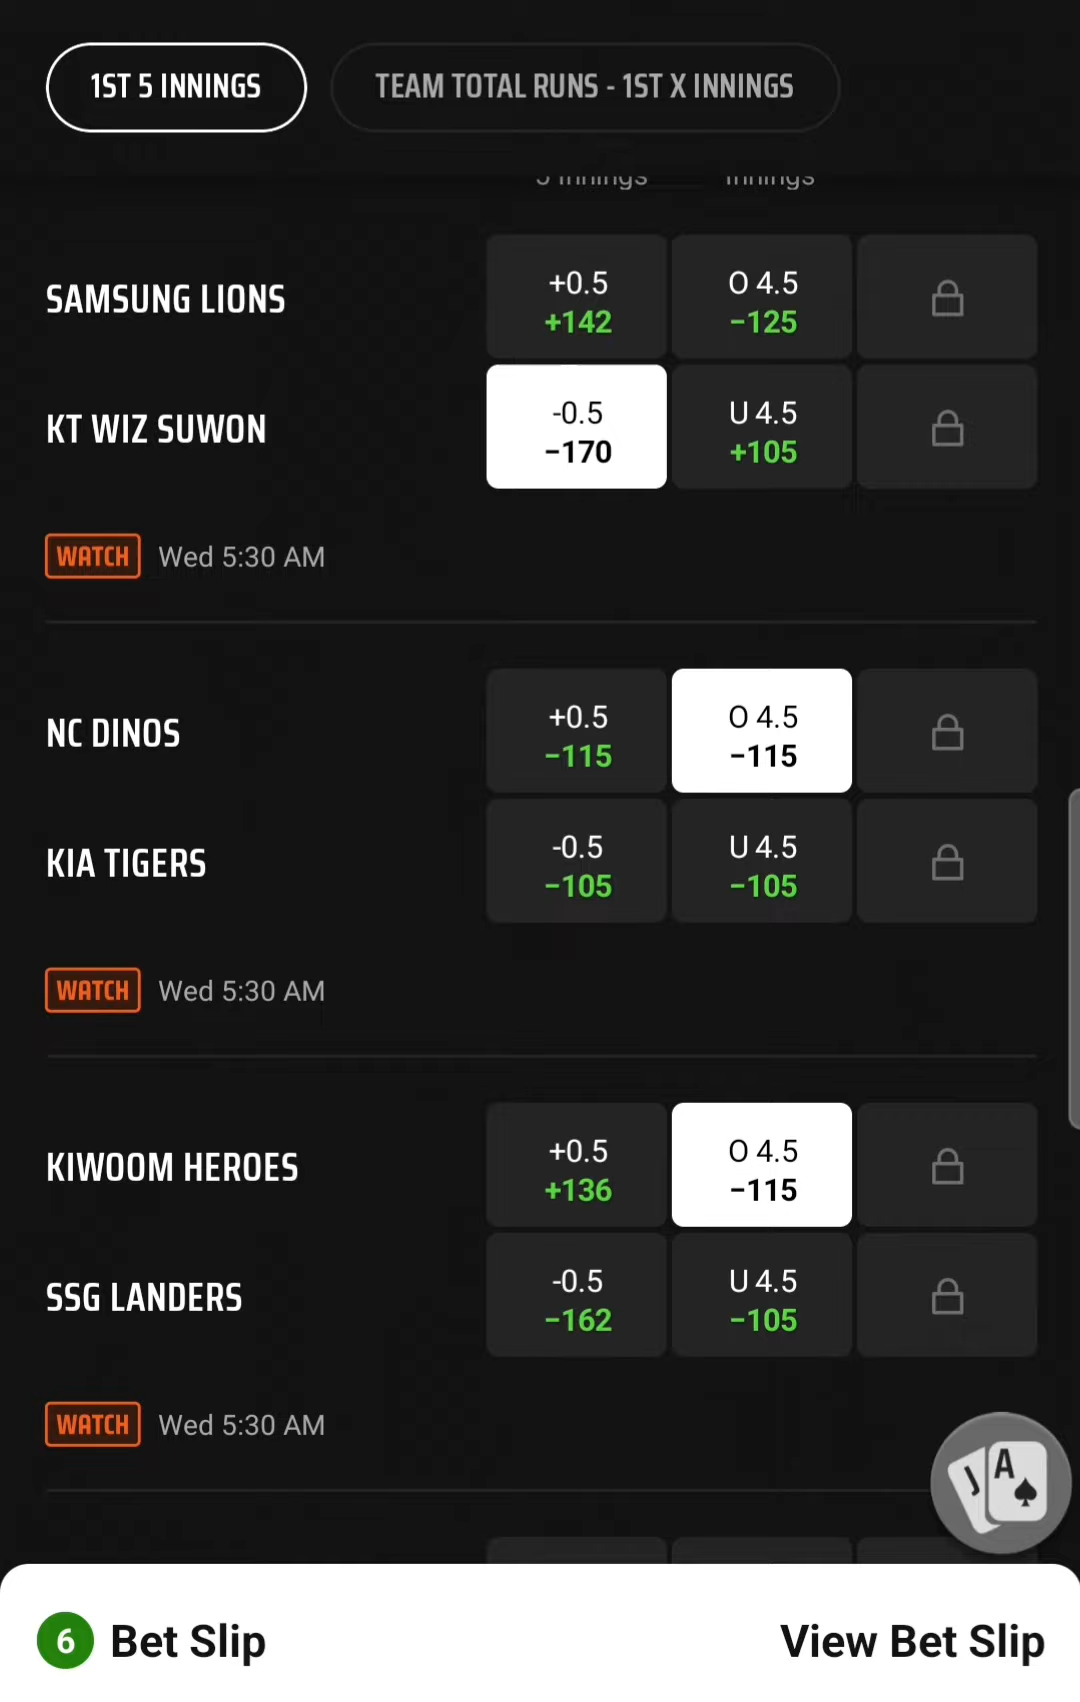 1ST 5 INNINGS
TEAM TOTAL RUNS - 1ST X INNINGS
5 Innings
Innings
SAMSUNG LIONS
+0.5
+142
O 4.5
−125
KT WIZ SUWON
-0.5
−170
U 4.5
+105
WATCH Wed 5:30 AM
NC DINOS
+0.5
−115
O 4.5
−115
KIA TIGERS
-0.5
−105
U 4.5
−105
WATCH Wed 5:30 AM
KIWOOM HEROES
+0.5
+136
O 4.5
−115
SSG LANDERS
-0.5
−162
U 4.5
−105
WATCH Wed 5:30 AM
J A
6 Bet Slip
View Bet Slip